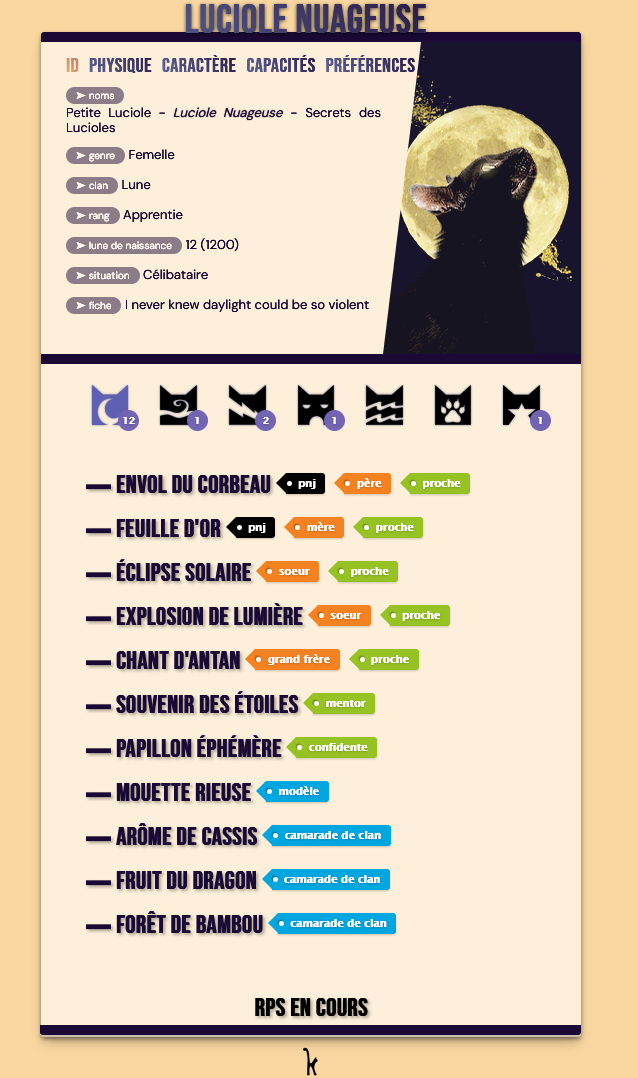 LUCIOLE NUAGEUSE
ID PHYSIQUE CARACTÈRE CAPACITÉS PRÉFÉRENCES
➤ noms
Petite Luciole - Luciole Nuageuse - Secrets des
Lucioles
➤ genre Femelle
➤ clan Lune
➤ rang Apprentie
➤ lune de naissance 12 (1200)
➤ situation Célibataire
➤ fiche I never knew daylight could be so violent
12 1 2 1 1
— ENVOL DU CORBEAU pnj père proche
— FEUILLE D'OR pnj mère proche
— ÉCLIPSE SOLAIRE soeur proche
— EXPLOSION DE LUMIÈRE soeur proche
— CHANT D'ANTAN grand frère proche
— SOUVENIR DES ÉTOILES mentor
— PAPILLON ÉPHÉMÈRE confidente
— MOUETTE RIEUSE modèle
— ARÔME DE CASSIS camarade de clan
— FRUIT DU DRAGON camarade de clan
— FORÊT DE BAMBOU camarade de clan
RPS EN COURS
k